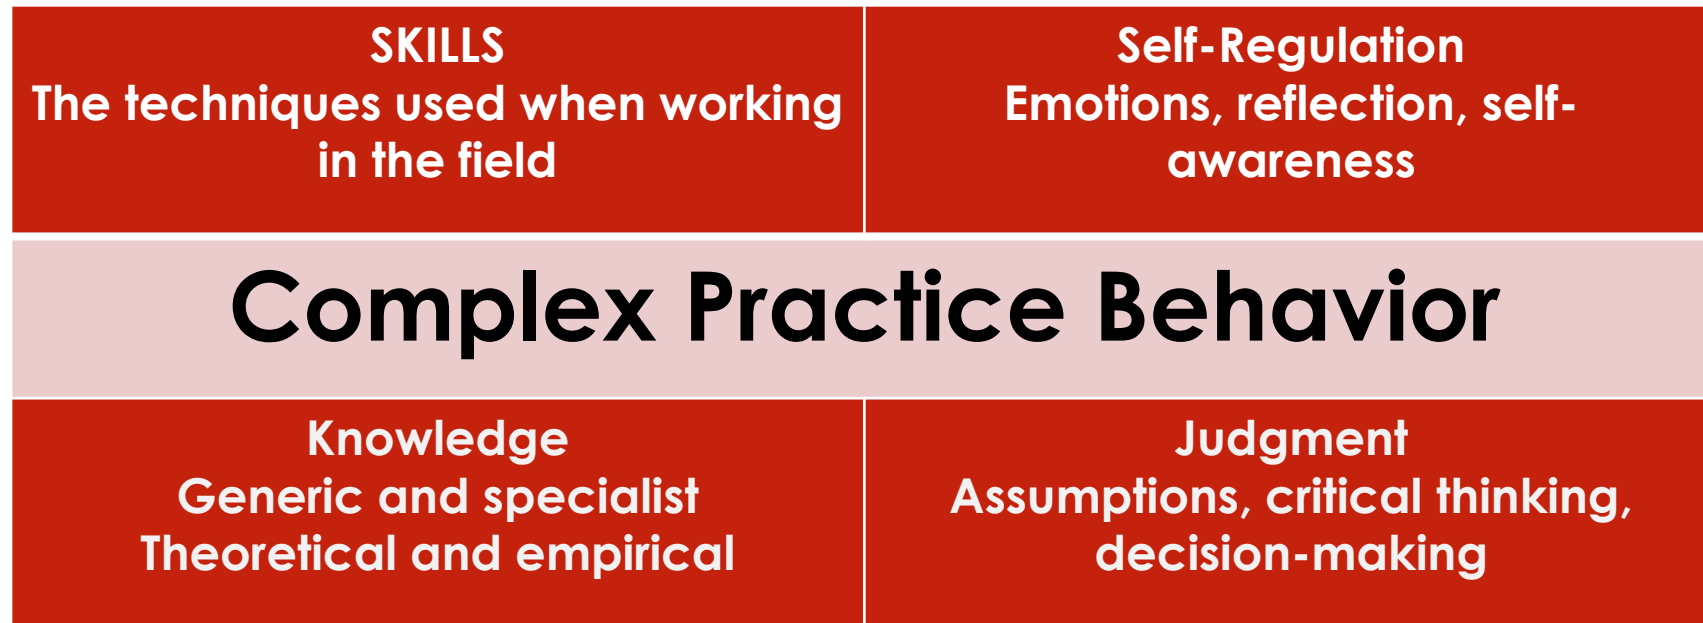 SKILLS
The techniques used when working
in the field
Self-Regulation
Emotions, reflection, self-
awareness
Complex Practice Behavior
Knowledge
Generic and specialist
Theoretical and empirical
Judgment
Assumptions, critical thinking,
decision-making